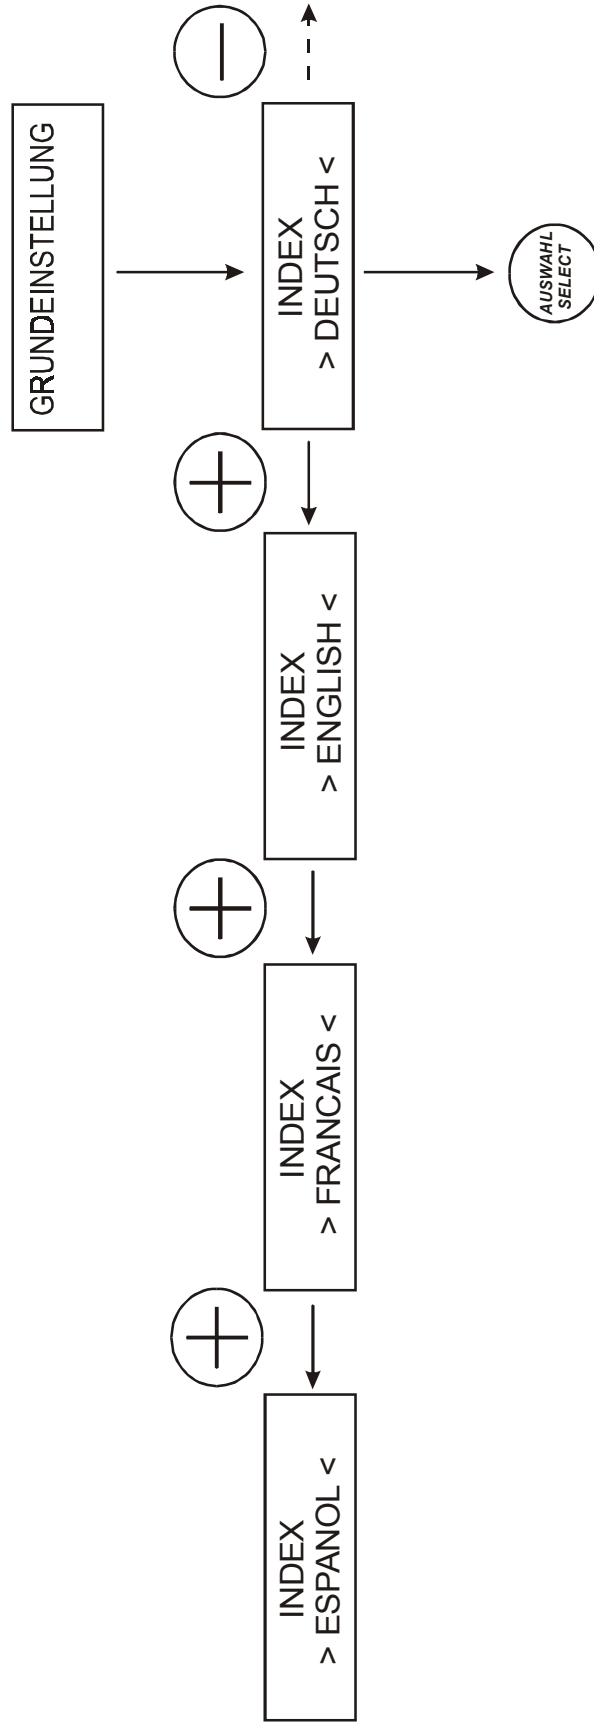 GRUNDEINSTELLUNG
+
+
+
−
INDEX
> ESPANOL <
INDEX
> FRANCAIS <
INDEX
> ENGLISH <
INDEX
> DEUTSCH <
AUSWAHL
SELECT